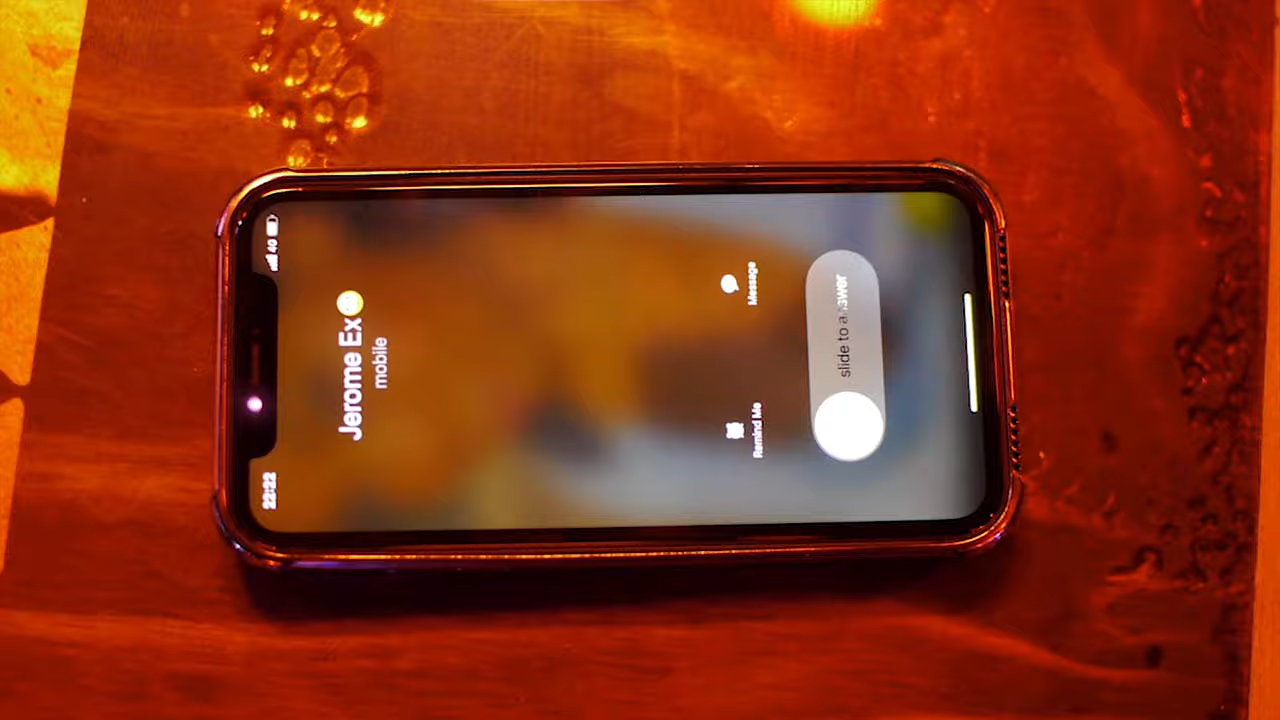 22:22
4G
Jerome Ex😁
mobile
Remind Me
Message
slide to answer